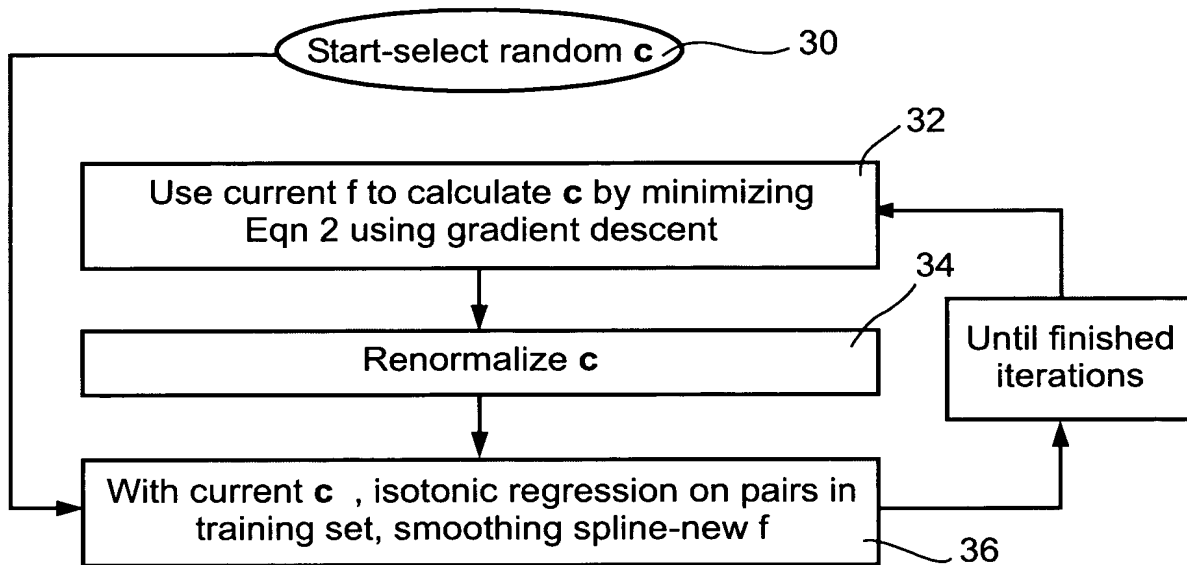 Start-select random c
30
32
Use current f to calculate c by minimizing
Eqn 2 using gradient descent
34
Renormalize c
Until finished
iterations
With current c , isotonic regression on pairs in
training set, smoothing spline-new f
36